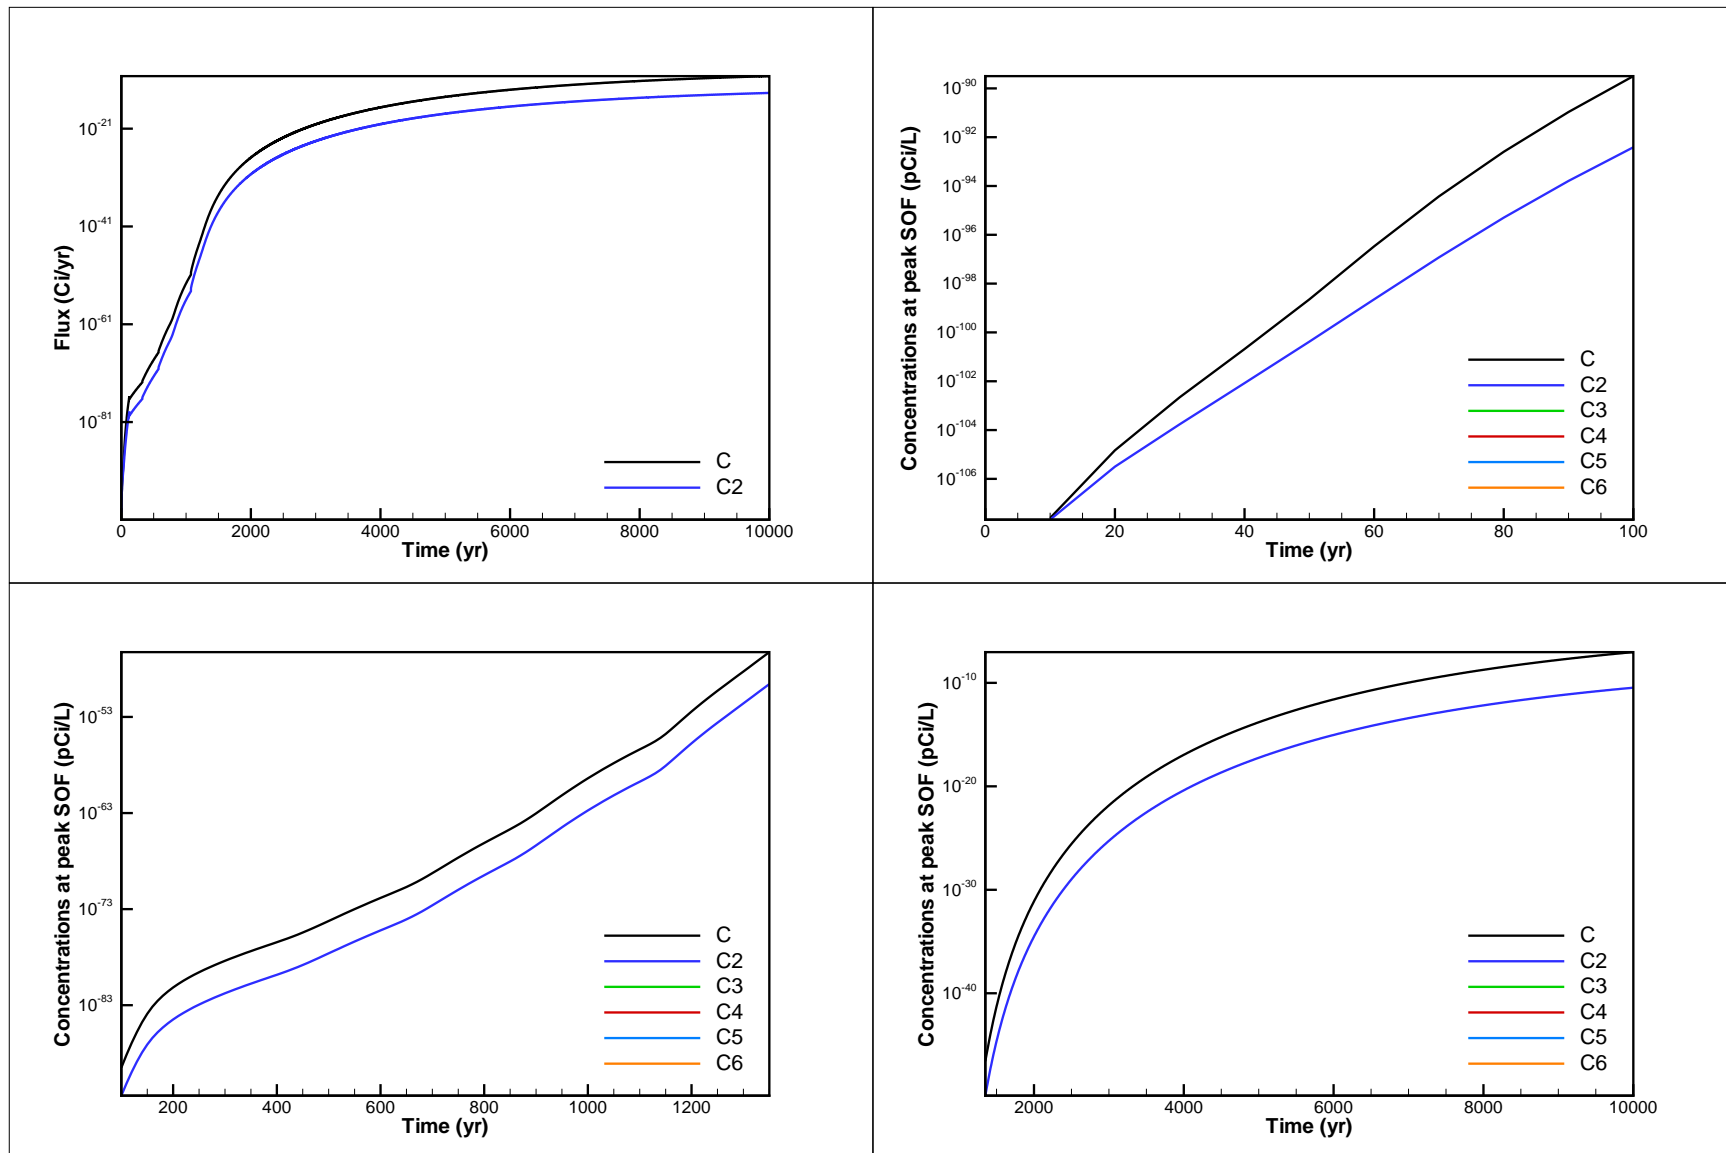 Flux (Ci/yr)
10^-21
10^-41
10^-61
10^-81
C
C2
0 2000 4000 6000 8000 10000
Time (yr)
Concentrations at peak SOF (pCi/L)
10^-90
10^-92
10^-94
10^-96
10^-98
10^-100
10^-102
10^-104
10^-106
C
C2
C3
C4
C5
C6
0 20 40 60 80 100
Time (yr)
Concentrations at peak SOF (pCi/L)
10^-53
10^-63
10^-73
10^-83
C
C2
C3
C4
C5
C6
200 400 600 800 1000 1200
Time (yr)
Concentrations at peak SOF (pCi/L)
10^-10
10^-20
10^-30
10^-40
C
C2
C3
C4
C5
C6
2000 4000 6000 8000 10000
Time (yr)